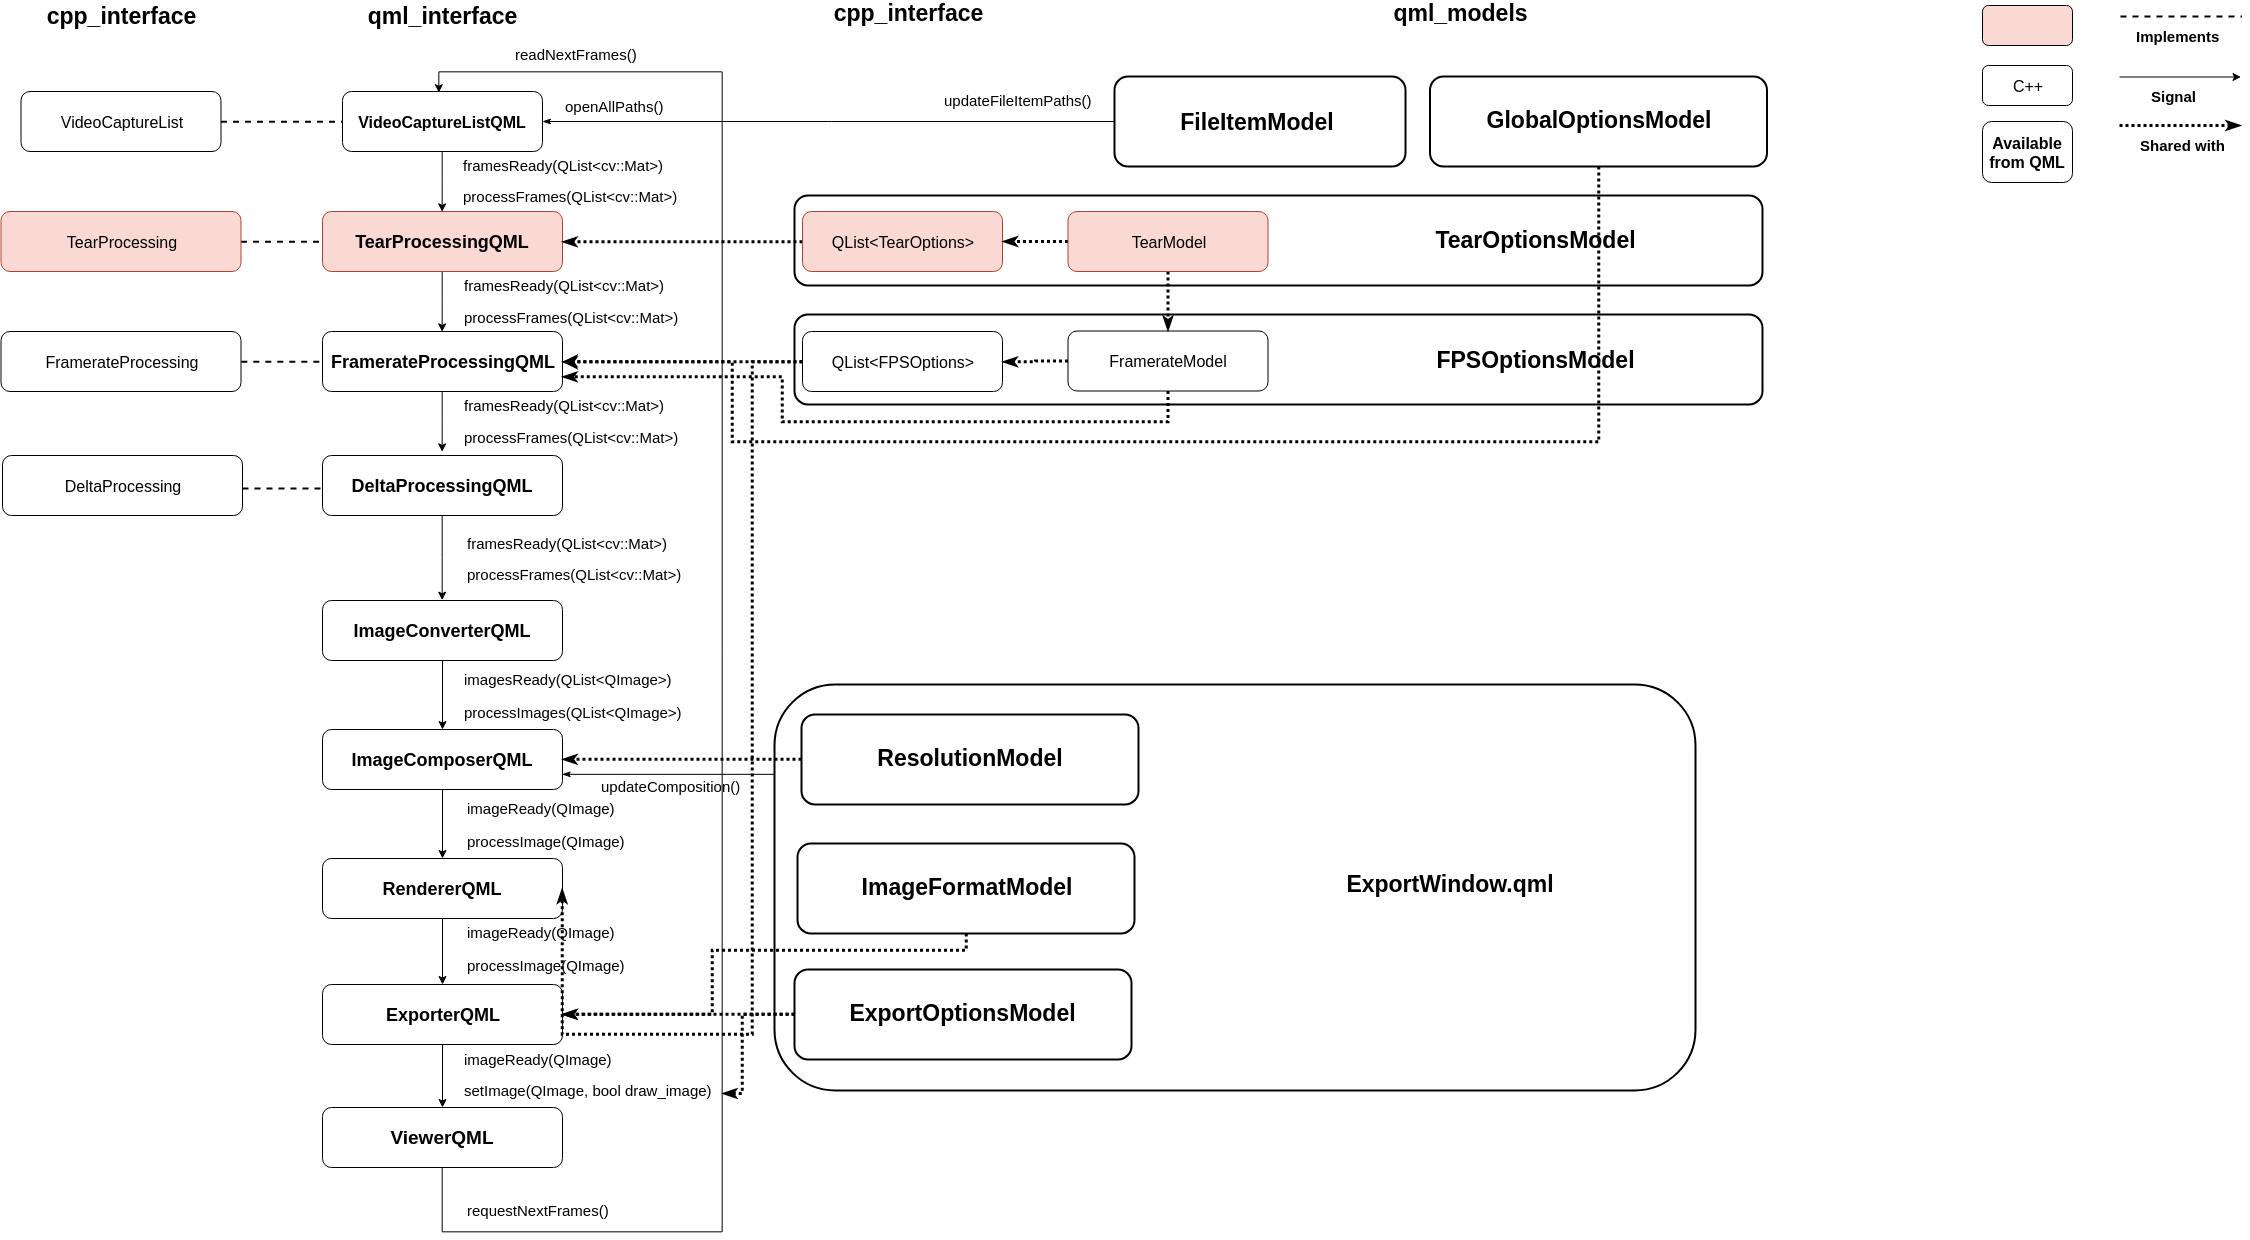 cpp_interface
qml_interface
cpp_interface
qml_models
Implements
readNextFrames()
C++
Signal
VideoCaptureList
VideoCaptureListQML
openAllPaths()
updateFileItemPaths()
FileItemModel
GlobalOptionsModel
Available
from QML
Shared with
framesReady(QList<cv::Mat>)
processFrames(QList<cv::Mat>)
TearProcessing
TearProcessingQML
QList<TearOptions>
TearModel
TearOptionsModel
framesReady(QList<cv::Mat>)
processFrames(QList<cv::Mat>)
FramerateProcessing
FramerateProcessingQML
QList<FPSOptions>
FramerateModel
FPSOptionsModel
framesReady(QList<cv::Mat>)
processFrames(QList<cv::Mat>)
DeltaProcessing
DeltaProcessingQML
framesReady(QList<cv::Mat>)
processFrames(QList<cv::Mat>)
ImageConverterQML
imagesReady(QList<QImage>)
processImages(QList<QImage>)
ImageComposerQML
ResolutionModel
updateComposition()
imageReady(QImage)
processImage(QImage)
RendererQML
ImageFormatModel
ExportWindow.qml
imageReady(QImage)
processImage(QImage)
ExporterQML
ExportOptionsModel
imageReady(QImage)
setImage(QImage, bool draw_image)
ViewerQML
requestNextFrames()